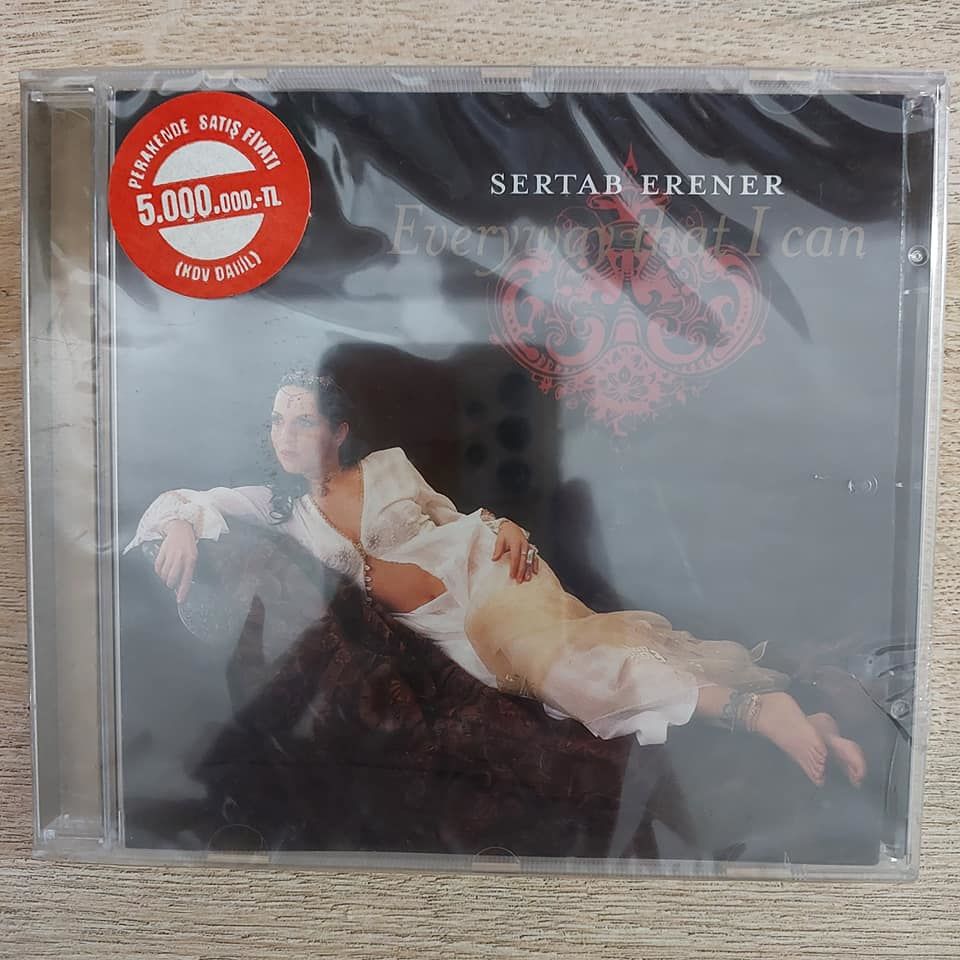 PERAKENDE SATIŞ FİYATI
5.000.000.-TL
(KDV DAHİL)
SERTAB ERENER
Everyway that I can